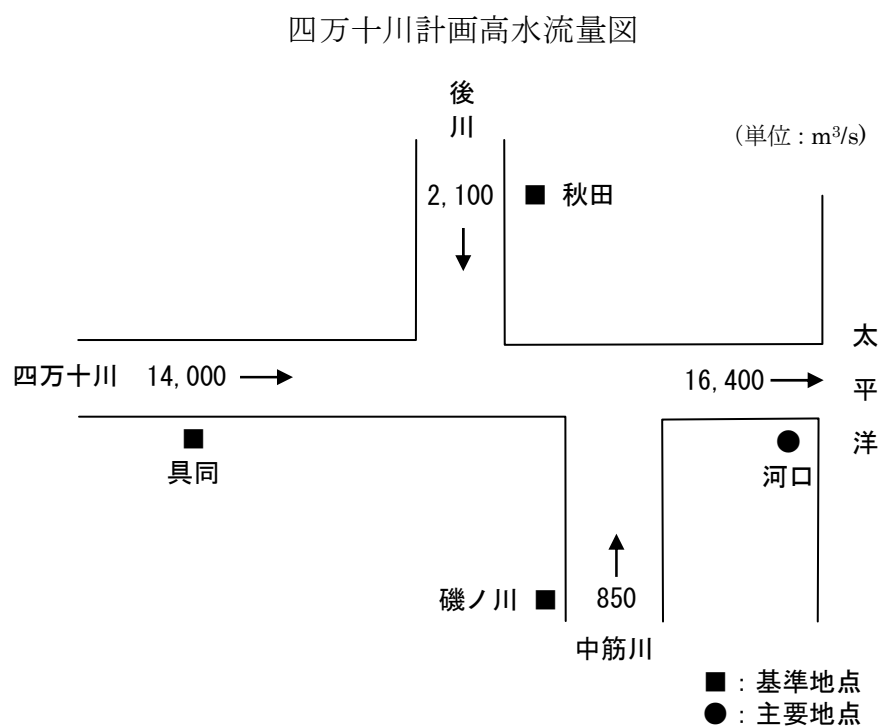 四万十川計画高水流量図
後川
(単位：m³/s)
2,100 ■ 秋田
四万十川 14,000
16,400
太平洋
■
具同
●
河口
磯ノ川 ■
850
中筋川
■：基準地点
●：主要地点